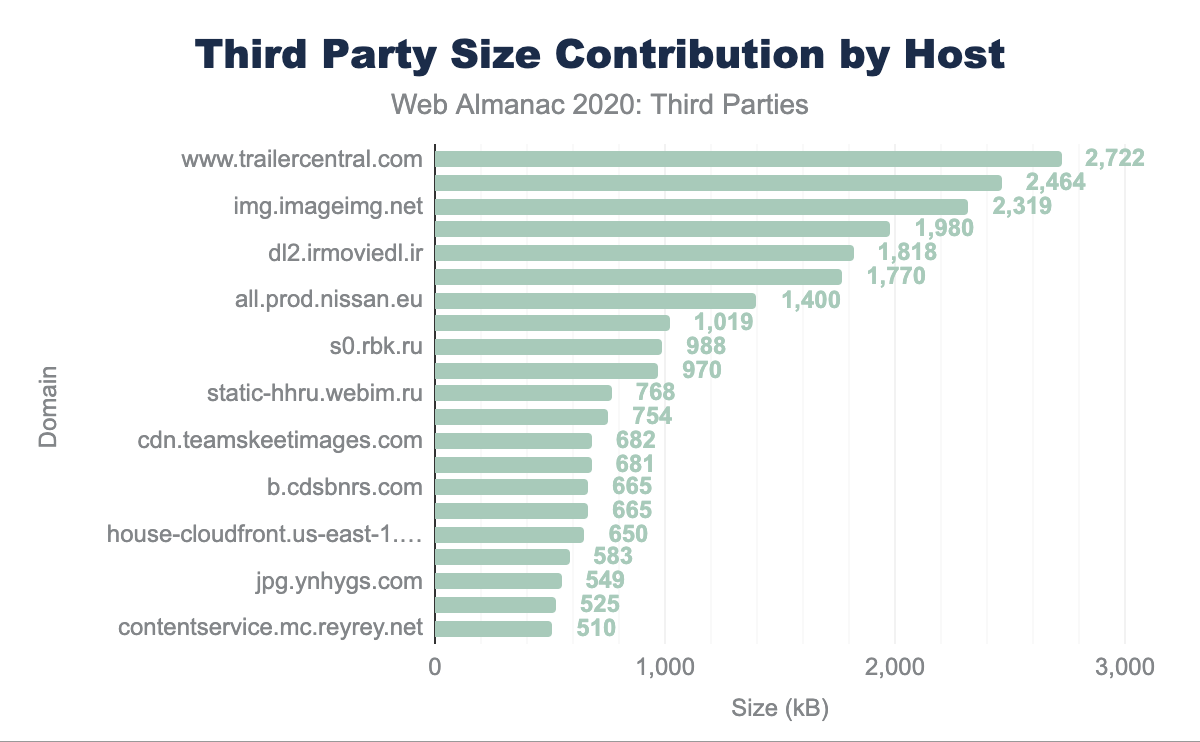 Third Party Size Contribution by Host
Web Almanac 2020: Third Parties
Domain
www.trailercentral.com 2,722
2,464
img.imageimg.net 2,319
1,980
dl2.irmoviedl.ir 1,818
1,770
all.prod.nissan.eu 1,400
1,019
s0.rbk.ru 988
970
static-hhru.webim.ru 768
754
cdn.teamskeetimages.com 682
681
b.cdsbnrs.com 665
665
house-cloudfront.us-east-1.… 650
583
jpg.ynhygs.com 549
525
contentservice.mc.reyrey.net 510
0 1,000 2,000 3,000
Size (kB)